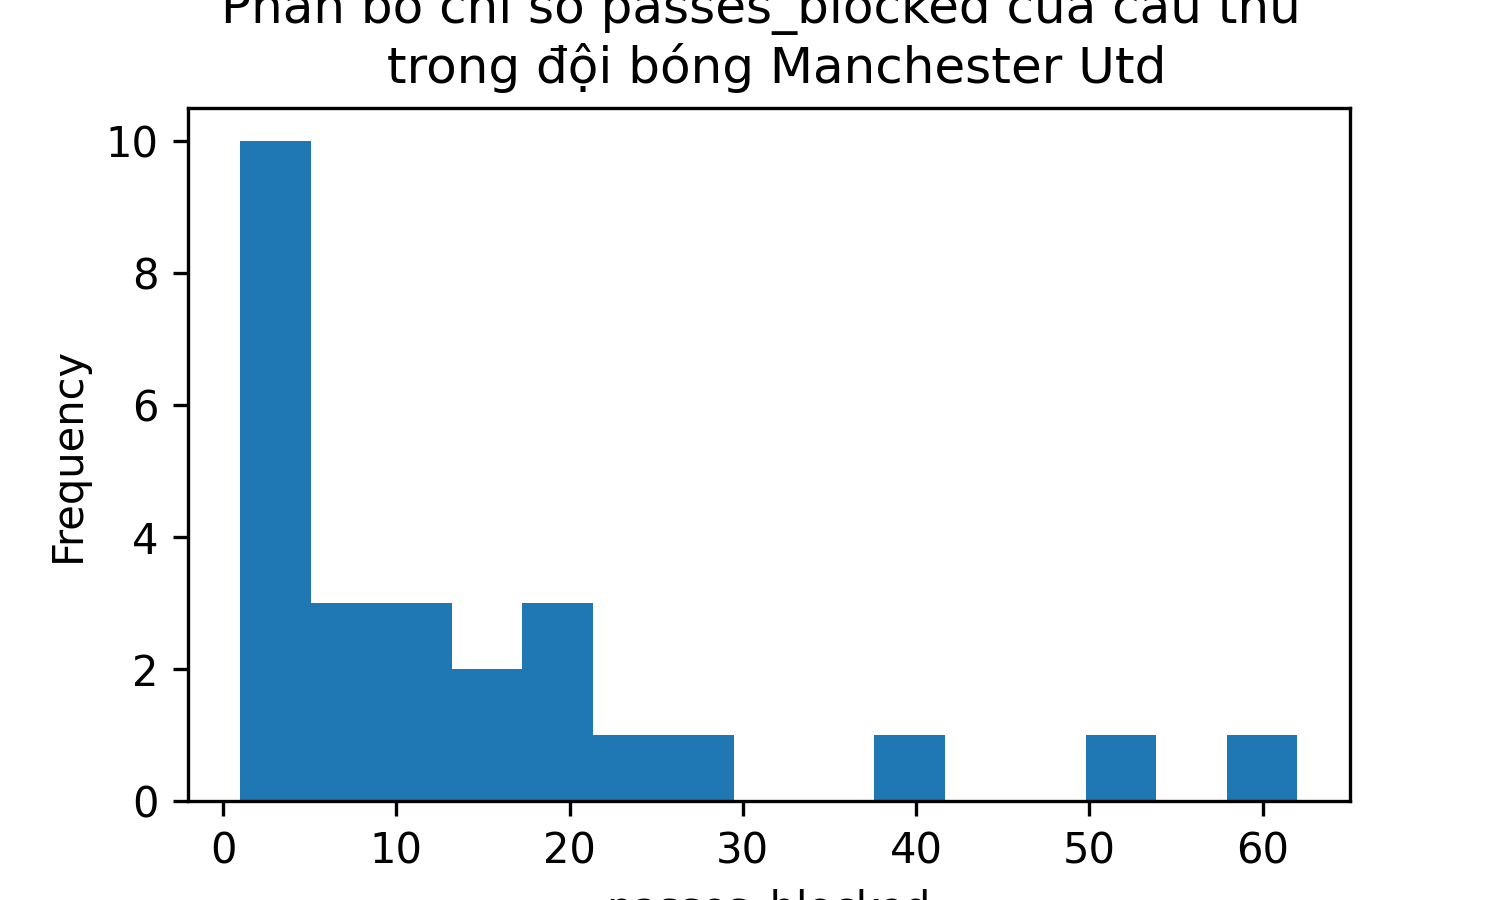 Phân bố chỉ số passes_blocked của cầu thủ
trong đội bóng Manchester Utd
10
8
6
4
2
0
Frequency
0 10 20 30 40 50 60
passes_blocked